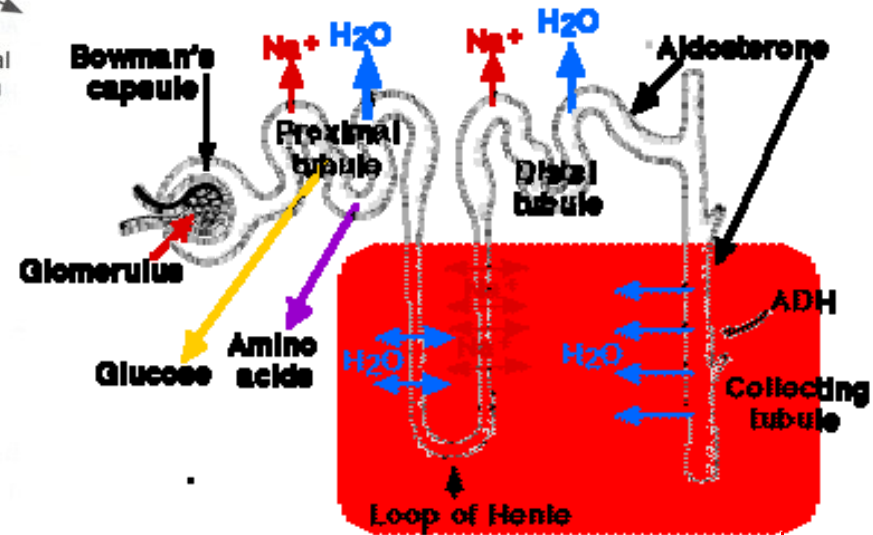 al
Bowman's
capsule
Na+
H2O
Na+
H2O
Aldosterone
Proximal
tubule
Distal
tubule
Glomerulus
Glucose
Amino
acids
H2O
H2O
ADH
Collecting
tubule
Loop of Henle